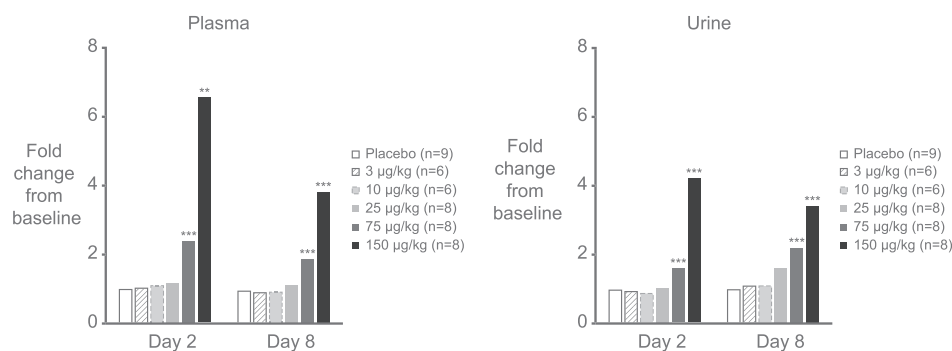 Plasma
8
6
4
2
0
Fold
change
from
baseline
**
***
***
***
Day 2
Day 8
Placebo (n=9)
3 µg/kg (n=6)
10 µg/kg (n=6)
25 µg/kg (n=8)
75 µg/kg (n=8)
150 µg/kg (n=8)
Urine
8
6
4
2
0
Fold
change
from
baseline
***
***
***
***
Day 2
Day 8
Placebo (n=9)
3 µg/kg (n=6)
10 µg/kg (n=6)
25 µg/kg (n=8)
75 µg/kg (n=8)
150 µg/kg (n=8)